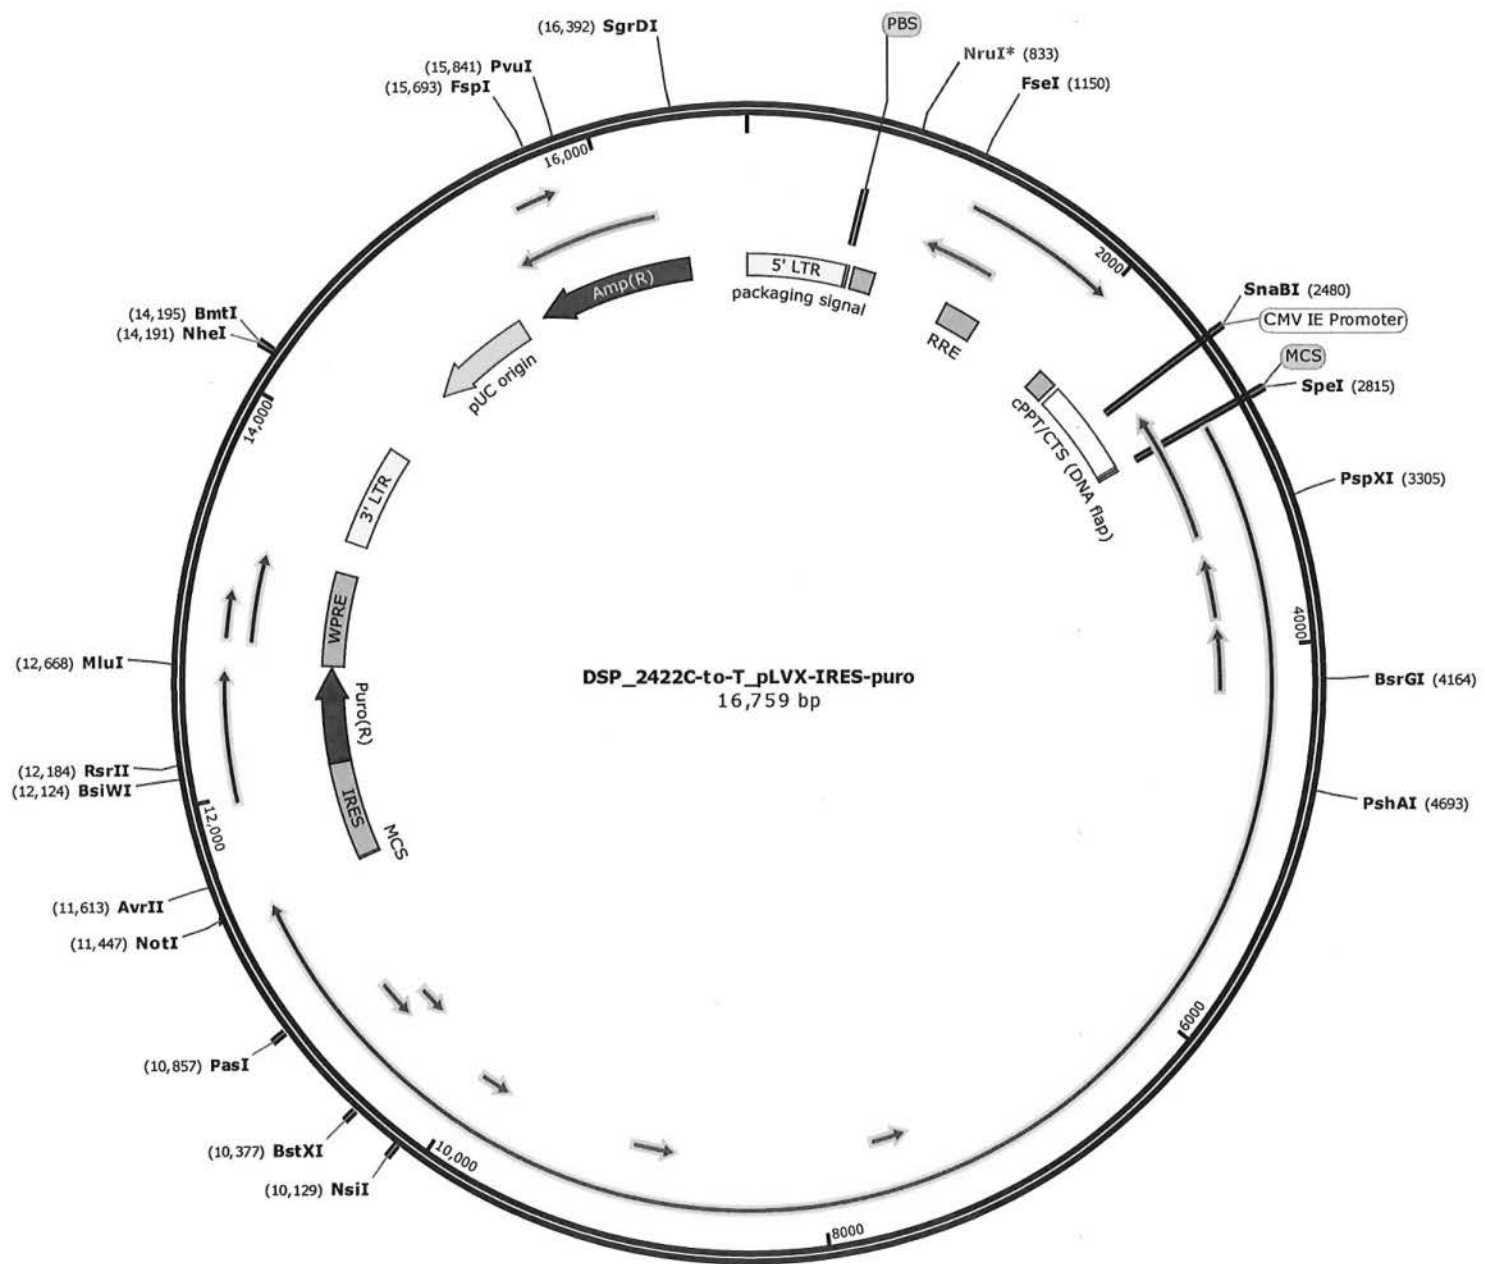 (16,392) SgrDI
PBS
(15,841) PvuI
(15,693) FspI
NruI* (833)
FseI (1150)
16,000
2000
Amp(R)
5' LTR
packaging signal
RRE
pUC origin
SnaBI (2480)
CMV IE Promoter
MCS
SpeI (2815)
(14,195) BmtI
(14,191) NheI
14,000
cPPT/CTS (DNA flap)
3' LTR
PspXI (3305)
WPRE
4000
(12,668) MluI
DSP_2422C-to-T_pLVX-IRES-puro
16,759 bp
BsrGI (4164)
Puro(R)
(12,184) RsrII
(12,124) BsiWI
IRES
MCS
12,000
PshAI (4693)
(11,613) AvrII
(11,447) NotI
6000
(10,857) PasI
(10,377) BstXI
10,000
(10,129) NsiI
8000